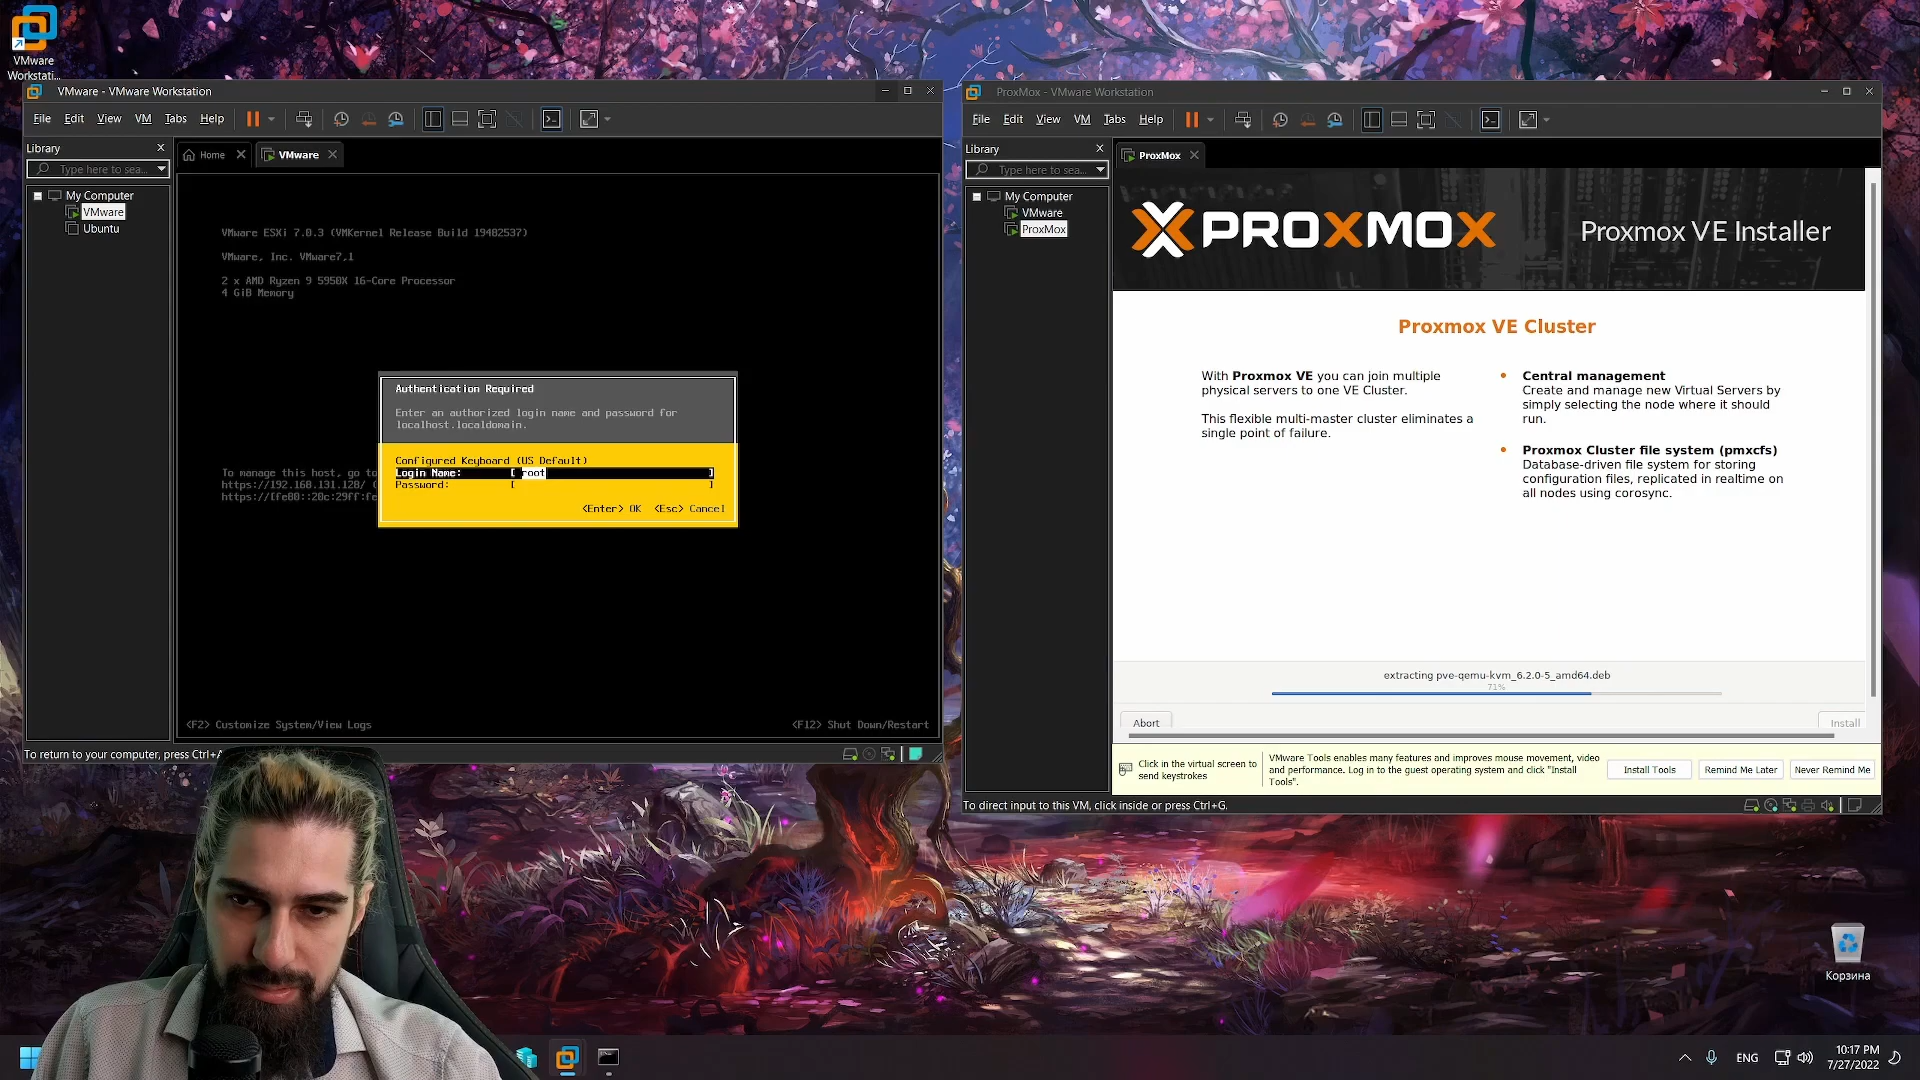 VMware
Workstati...
VMware - VMware Workstation
File Edit View VM Tabs Help
Library
Type here to sea...
Home
VMware
My Computer
VMware
Ubuntu
VMware ESXi 7.0.3 (VMKernel Release Build 19482537)
VMware, Inc. VMware7,1
2 x AMD Ryzen 9 5950X 16-Core Processor
4 GiB Memory
Authentication Required
Enter an authorized login name and password for
localhost.localdomain.
Configured Keyboard (US Default)
Login Name: [ root ]
Password: [ ]
<Enter> OK <Esc> Cancel
To manage this host, go to
https://192.168.131.128/ (
https://[fe80::20c:29ff:fe
<F2> Customize System/View Logs
<F12> Shut Down/Restart
To return to your computer, press Ctrl+A
ProxMox - VMware Workstation
File Edit View VM Tabs Help
Library
Type here to sea...
ProxMox
My Computer
VMware
ProxMox
PROXMOX
Proxmox VE Installer
Proxmox VE Cluster
With Proxmox VE you can join multiple
physical servers to one VE Cluster.
This flexible multi-master cluster eliminates a
single point of failure.
Central management
Create and manage new Virtual Servers by
simply selecting the node where it should
run.
Proxmox Cluster file system (pmxcfs)
Database-driven file system for storing
configuration files, replicated in realtime on
all nodes using corosync.
extracting pve-qemu-kvm_6.2.0-5_amd64.deb
71%
Abort
Install
Click in the virtual screen to
send keystrokes
VMware Tools enables many features and improves mouse movement, video
and performance. Log in to the guest operating system and click "Install
Tools".
Install Tools
Remind Me Later
Never Remind Me
To direct input to this VM, click inside or press Ctrl+G.
Корзина
ENG
10:17 PM
7/27/2022